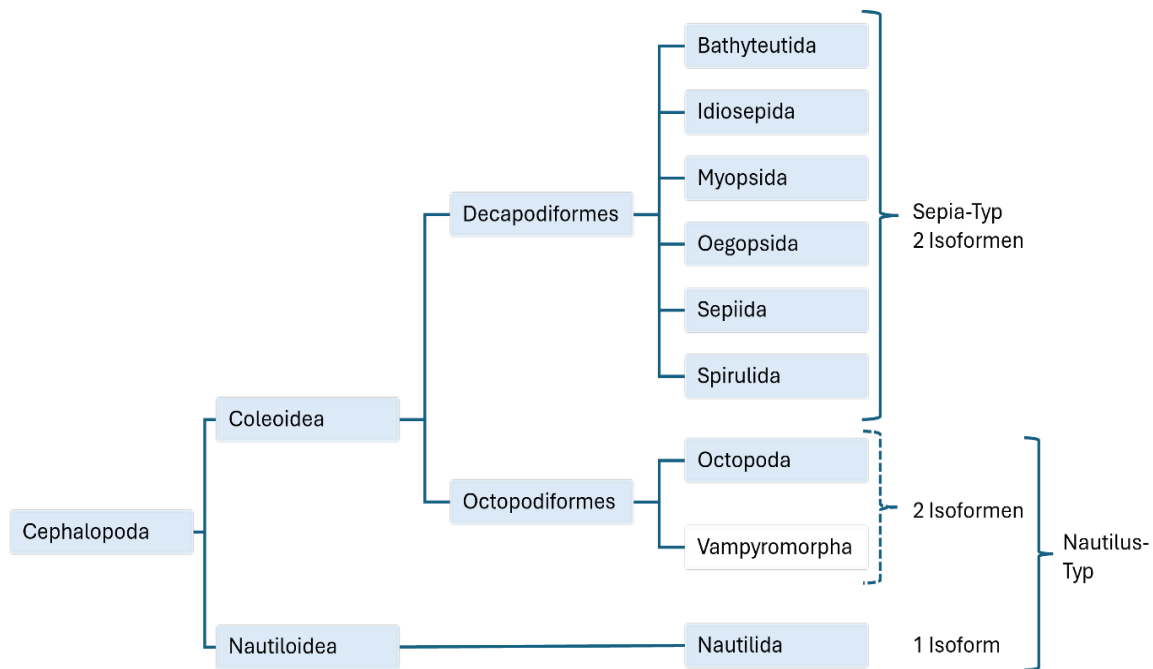 Bathyteutida
Idiosepida
Myopsida
Decapodiformes
Sepia-Typ
2 Isoformen
Oegopsida
Sepiida
Spirulida
Coleoidea
Octopoda
Octopodiformes
2 Isoformen
Cephalopoda
Vampyromorpha
Nautilus-
Typ
Nautiloidea
Nautilida
1 Isoform